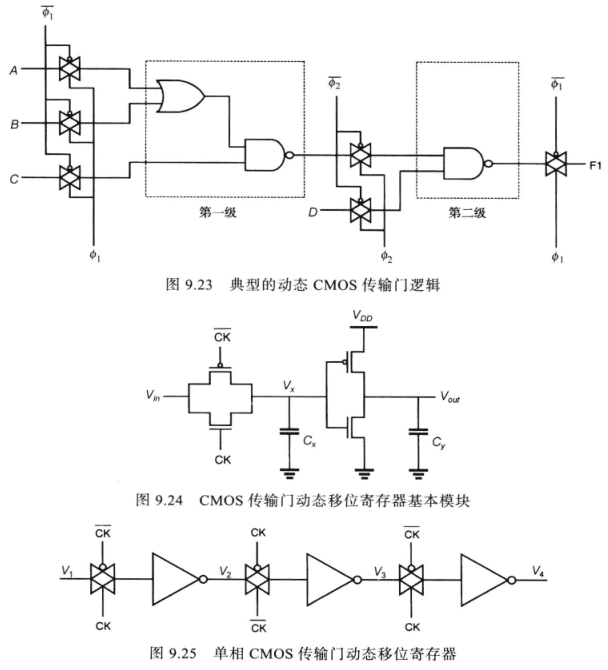 $\overline{\phi_1}$
A
B
C
$\phi_1$
第一级
$\overline{\phi_2}$
D
$\phi_2$
第二级
$\overline{\phi_1}$
F1
$\phi_1$
图 9.23 典型的动态 CMOS 传输门逻辑
$\overline{CK}$
V_{in}
CK
V_x
C_x
V_{DD}
V_{out}
C_y
图 9.24 CMOS 传输门动态移位寄存器基本模块
$\overline{CK}$ CK $\overline{CK}$
V_1 V_2 V_3 V_4
CK $\overline{CK}$ CK
图 9.25 单相 CMOS 传输门动态移位寄存器